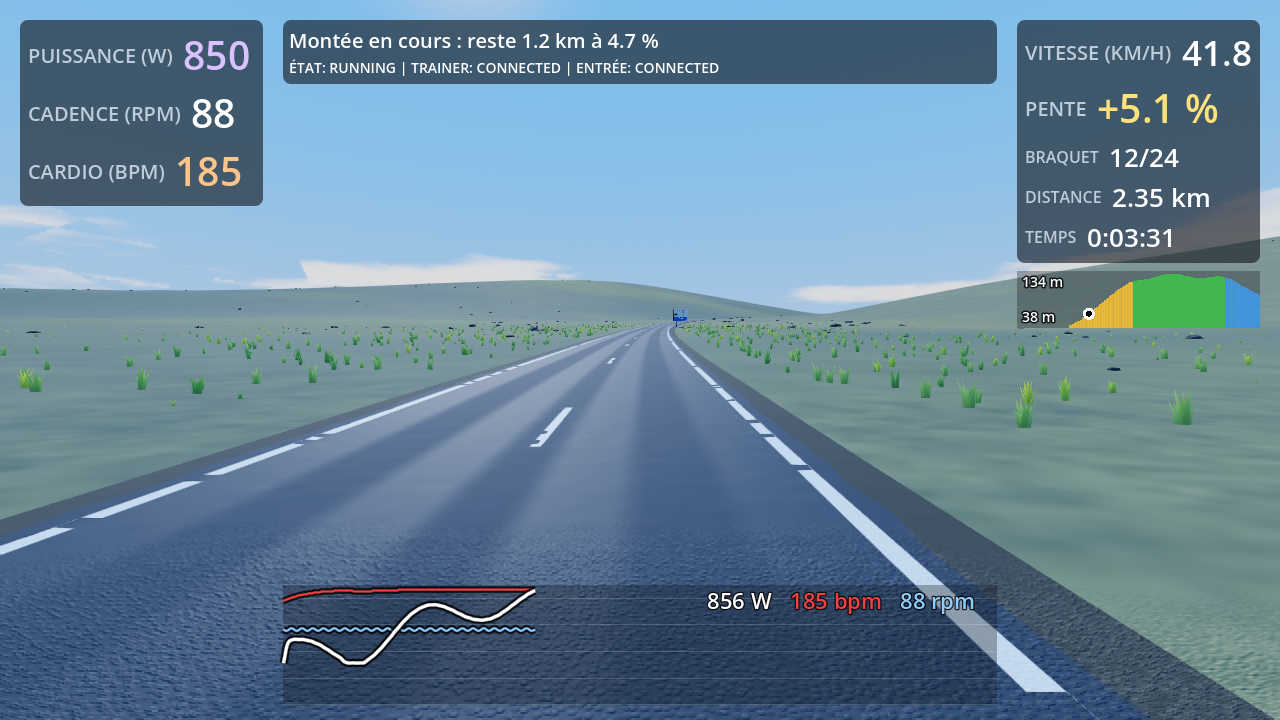 PUISSANCE (W) 850
CADENCE (RPM) 88
CARDIO (BPM) 185
Montée en cours : reste 1.2 km à 4.7 %
ÉTAT: RUNNING | TRAINER: CONNECTED | ENTRÉE: CONNECTED
VITESSE (KM/H) 41.8
PENTE +5.1 %
BRAQUET 12/24
DISTANCE 2.35 km
TEMPS 0:03:31
134 m
38 m
856 W 185 bpm 88 rpm